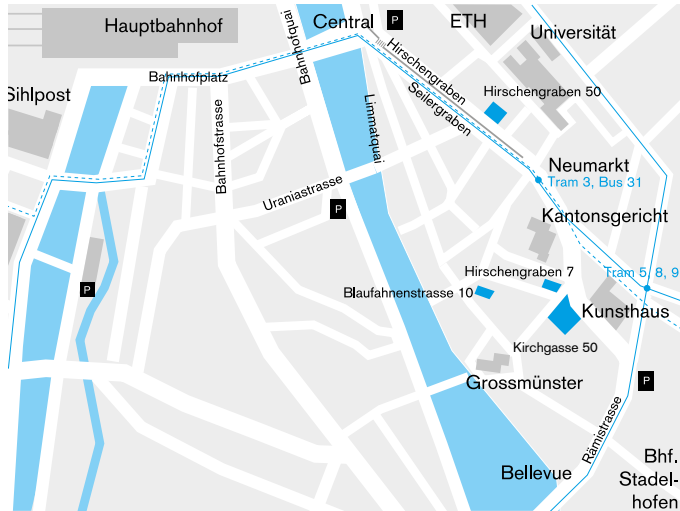 Hauptbahnhof
Central
P
ETH
Universität
Bahnhofquai
Hirschengraben
Seilergraben
Bahnhofplatz
Sihlpost
Hirschengraben 50
Limmatquai
Bahnhofstrasse
Neumarkt
Tram 3, Bus 31
Uraniastrasse
P
Kantonsgericht
Hirschengraben 7
Tram 5, 8, 9
P
Blaufahnenstrasse 10
Kunsthaus
Kirchgasse 50
Grossmünster
P
Rämistrasse
Bellevue
Bhf.
Stadel-
hofen